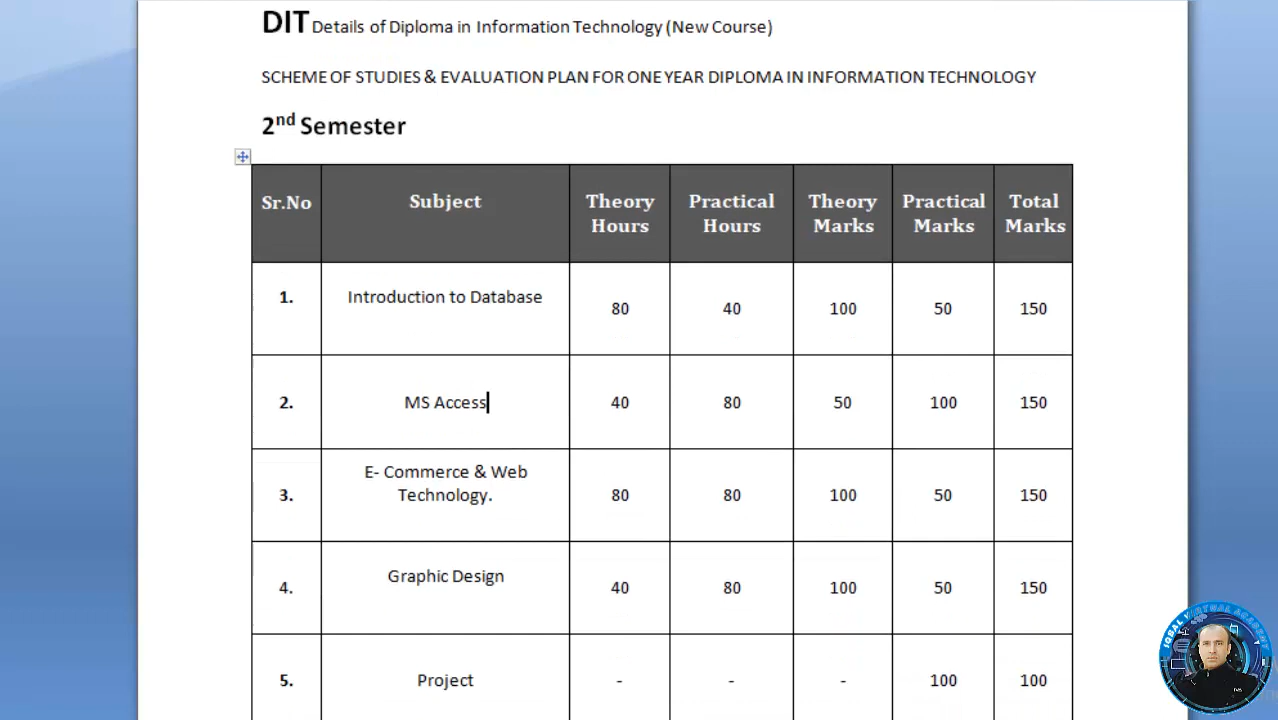 DIT Details of Diploma in Information Technology (New Course)
SCHEME OF STUDIES & EVALUATION PLAN FOR ONE YEAR DIPLOMA IN INFORMATION TECHNOLOGY
2nd Semester
Sr.No Subject Theory Hours Practical Hours Theory Marks Practical Marks Total Marks
1. Introduction to Database 80 40 100 50 150
2. MS Access 40 80 50 100 150
3. E- Commerce & Web Technology. 80 80 100 50 150
4. Graphic Design 40 80 100 50 150
5. Project - - - 100 100
IQBAL VIRTUAL ACADEMY